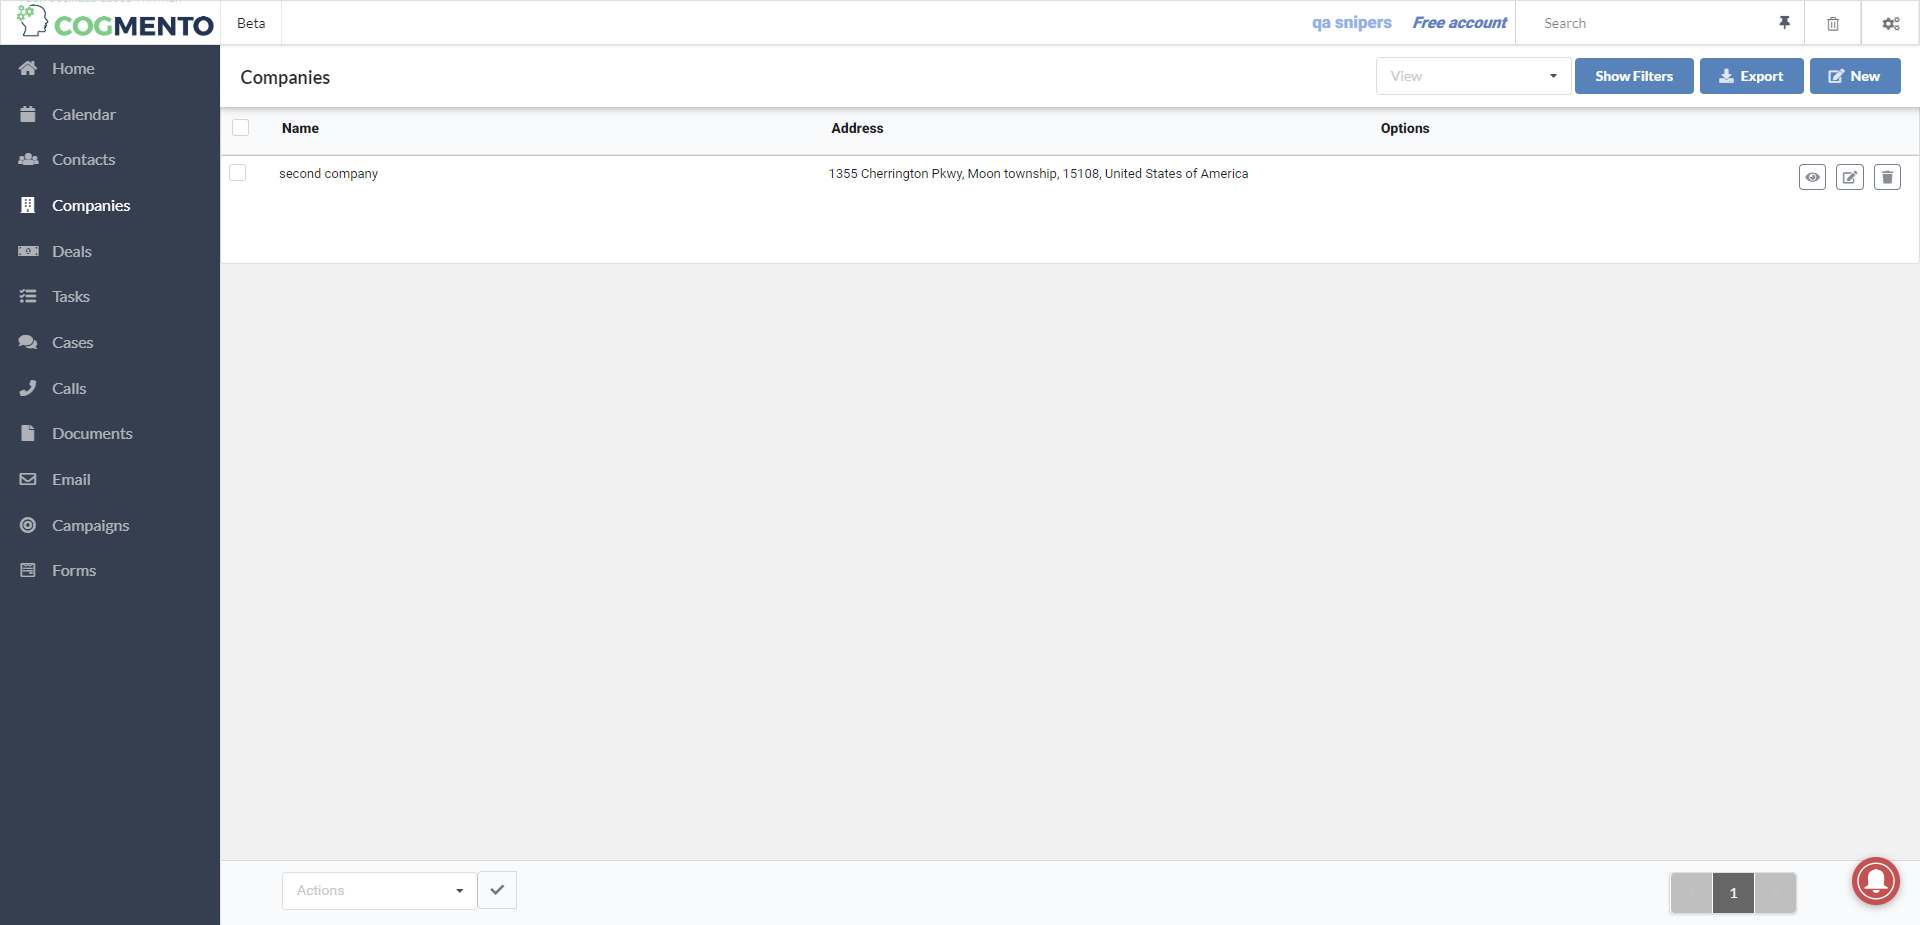 COGMENTO
Beta
qa snipers
Free account
Search
Home
Calendar
Contacts
Companies
Deals
Tasks
Cases
Calls
Documents
Email
Campaigns
Forms
Companies
View
Show Filters
Export
New
Name
Address
Options
second company
1355 Cherrington Pkwy, Moon township, 15108, United States of America
Actions
1